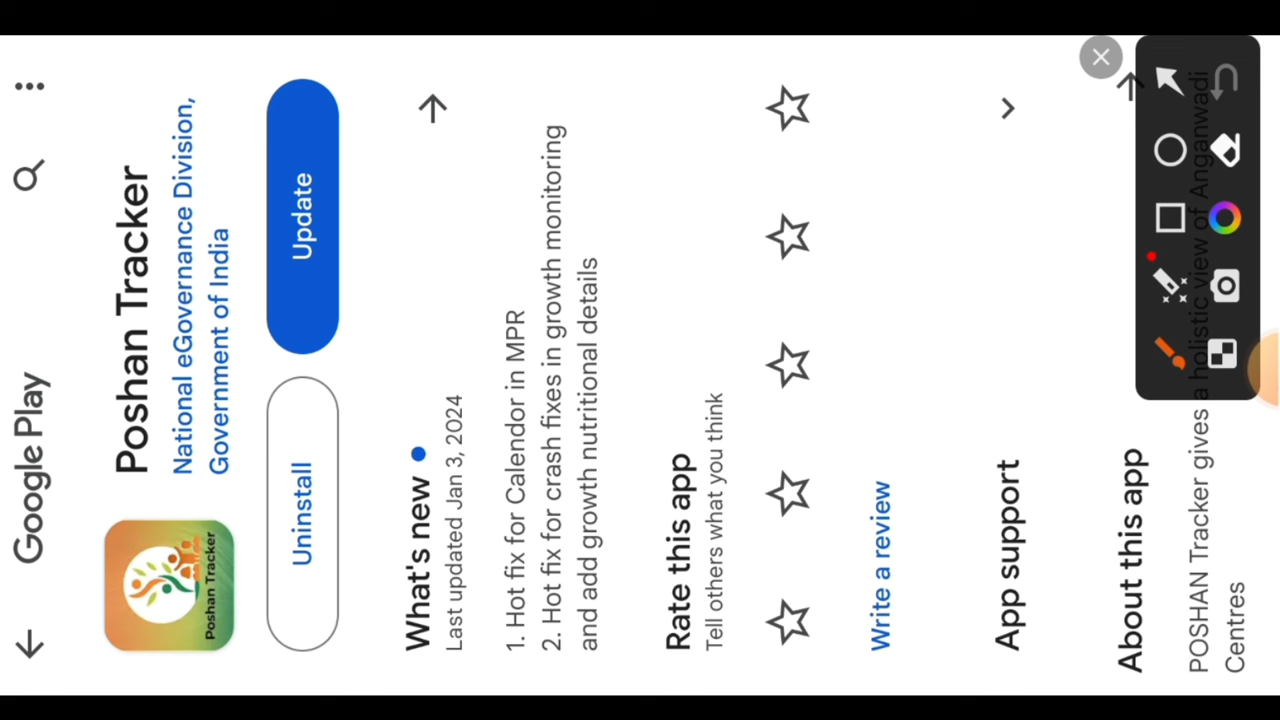 Google Play
Poshan Tracker
Poshan Tracker
National eGovernance Division,
Government of India
Uninstall
Update
What's new
Last updated Jan 3, 2024
1. Hot fix for Calendor in MPR
2. Hot fix for crash fixes in growth monitoring
and add growth nutritional details
Rate this app
Tell others what you think
Write a review
App support
About this app
POSHAN Tracker gives a holistic view of Anganwadi
Centres